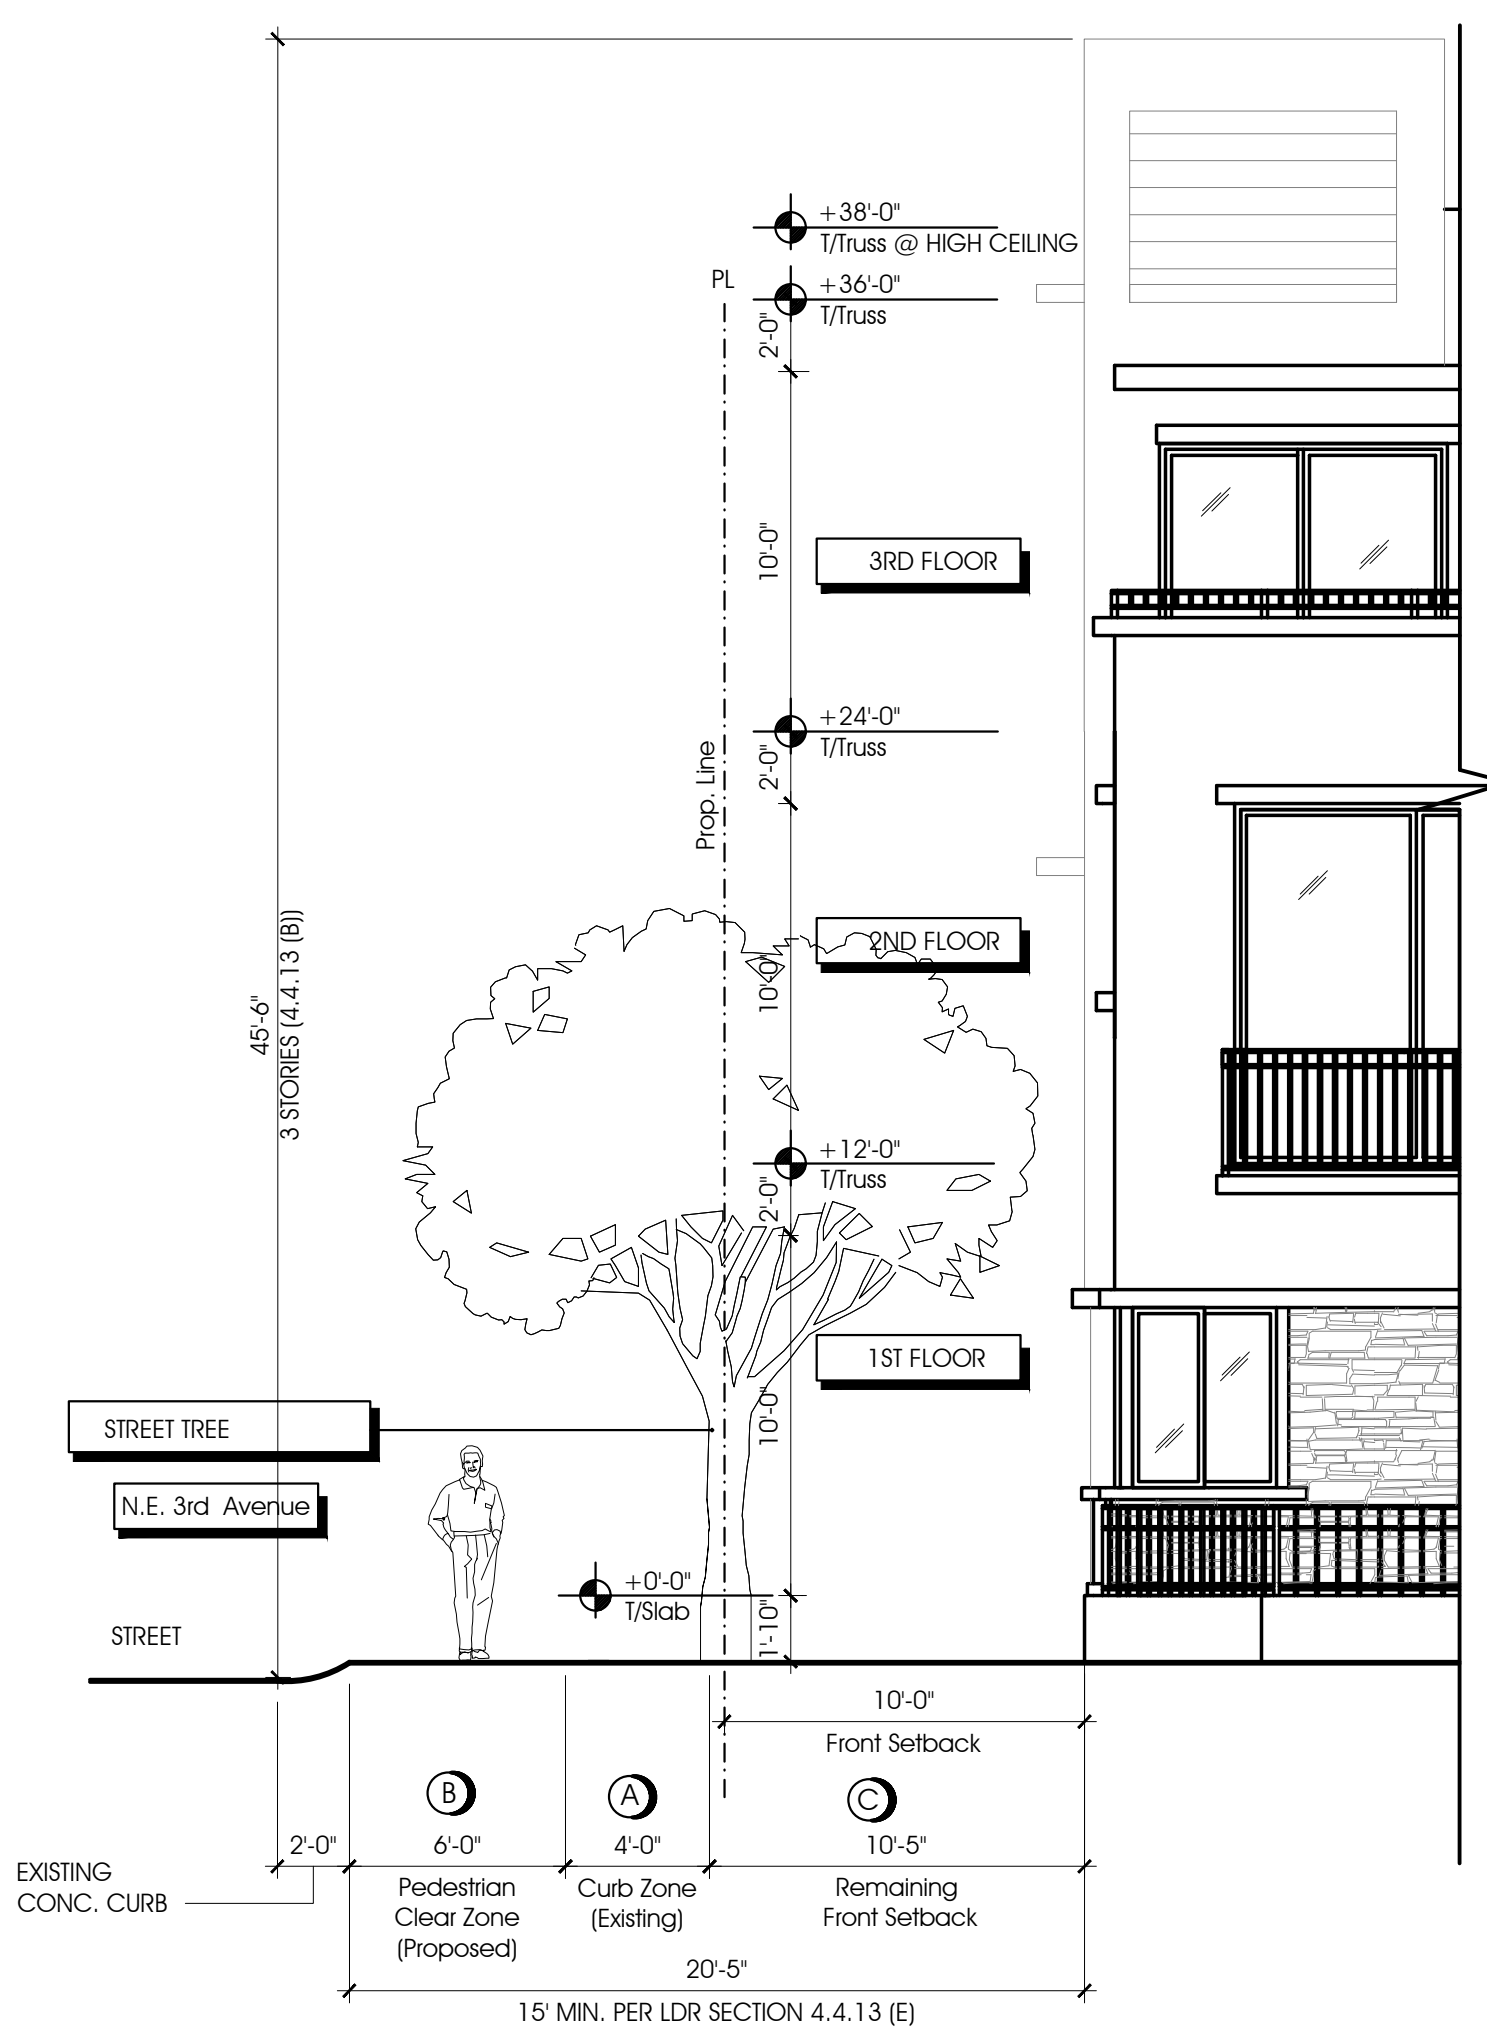 +38'-0"
T/Truss @ HIGH CEILING
PL
+36'-0"
T/Truss
2'-0"
10'-0"
3RD FLOOR
+24'-0"
T/Truss
2'-0"
Prop. Line
2ND FLOOR
10'-0"
45'-6"
3 STORIES (4.4.13 (B))
+12'-0"
T/Truss
2'-0"
1ST FLOOR
10'-0"
STREET TREE
N.E. 3rd Avenue
+0'-0"
T/Slab
1'-10"
STREET
10'-0"
Front Setback
B
A
C
2'-0"
6'-0"
4'-0"
10'-5"
EXISTING
CONC. CURB
Pedestrian
Clear Zone
(Proposed)
Curb Zone
(Existing)
Remaining
Front Setback
20'-5"
15' MIN. PER LDR SECTION 4.4.13 (E)